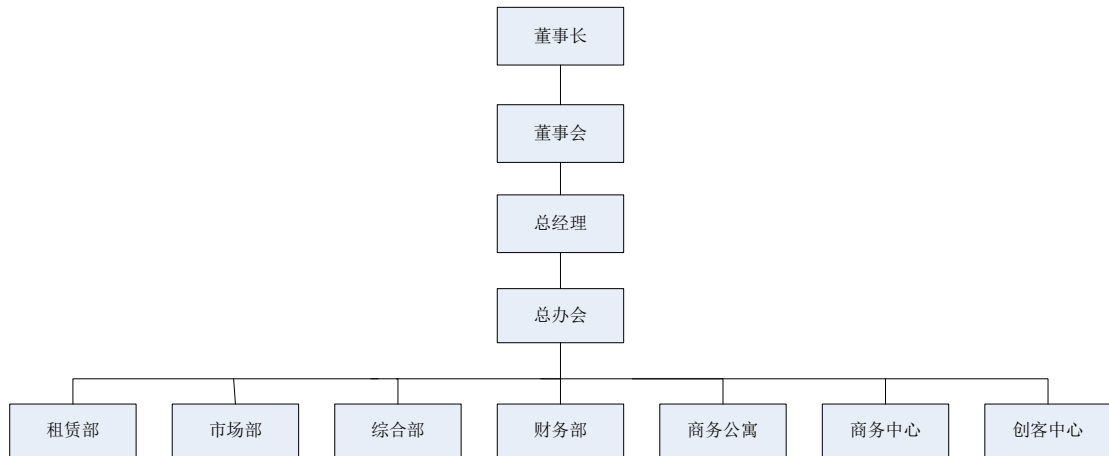 董事长
董事会
总经理
总办会
租赁部
市场部
综合部
财务部
商务公寓
商务中心
创客中心